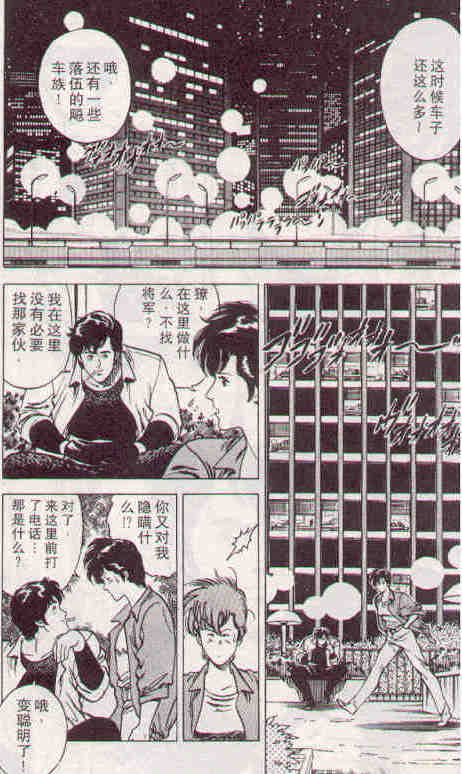 这时候车子
还这么多～
哦，
还有一些
落伍的飚
车族！
獠，
在这里做什
么，不找
将军？
我在这里
没有必要
找那家伙．
你又对我
隐瞒什
么!?
对了，
来这里前打
了电话…
那是什么？
哦，
变聪明了！